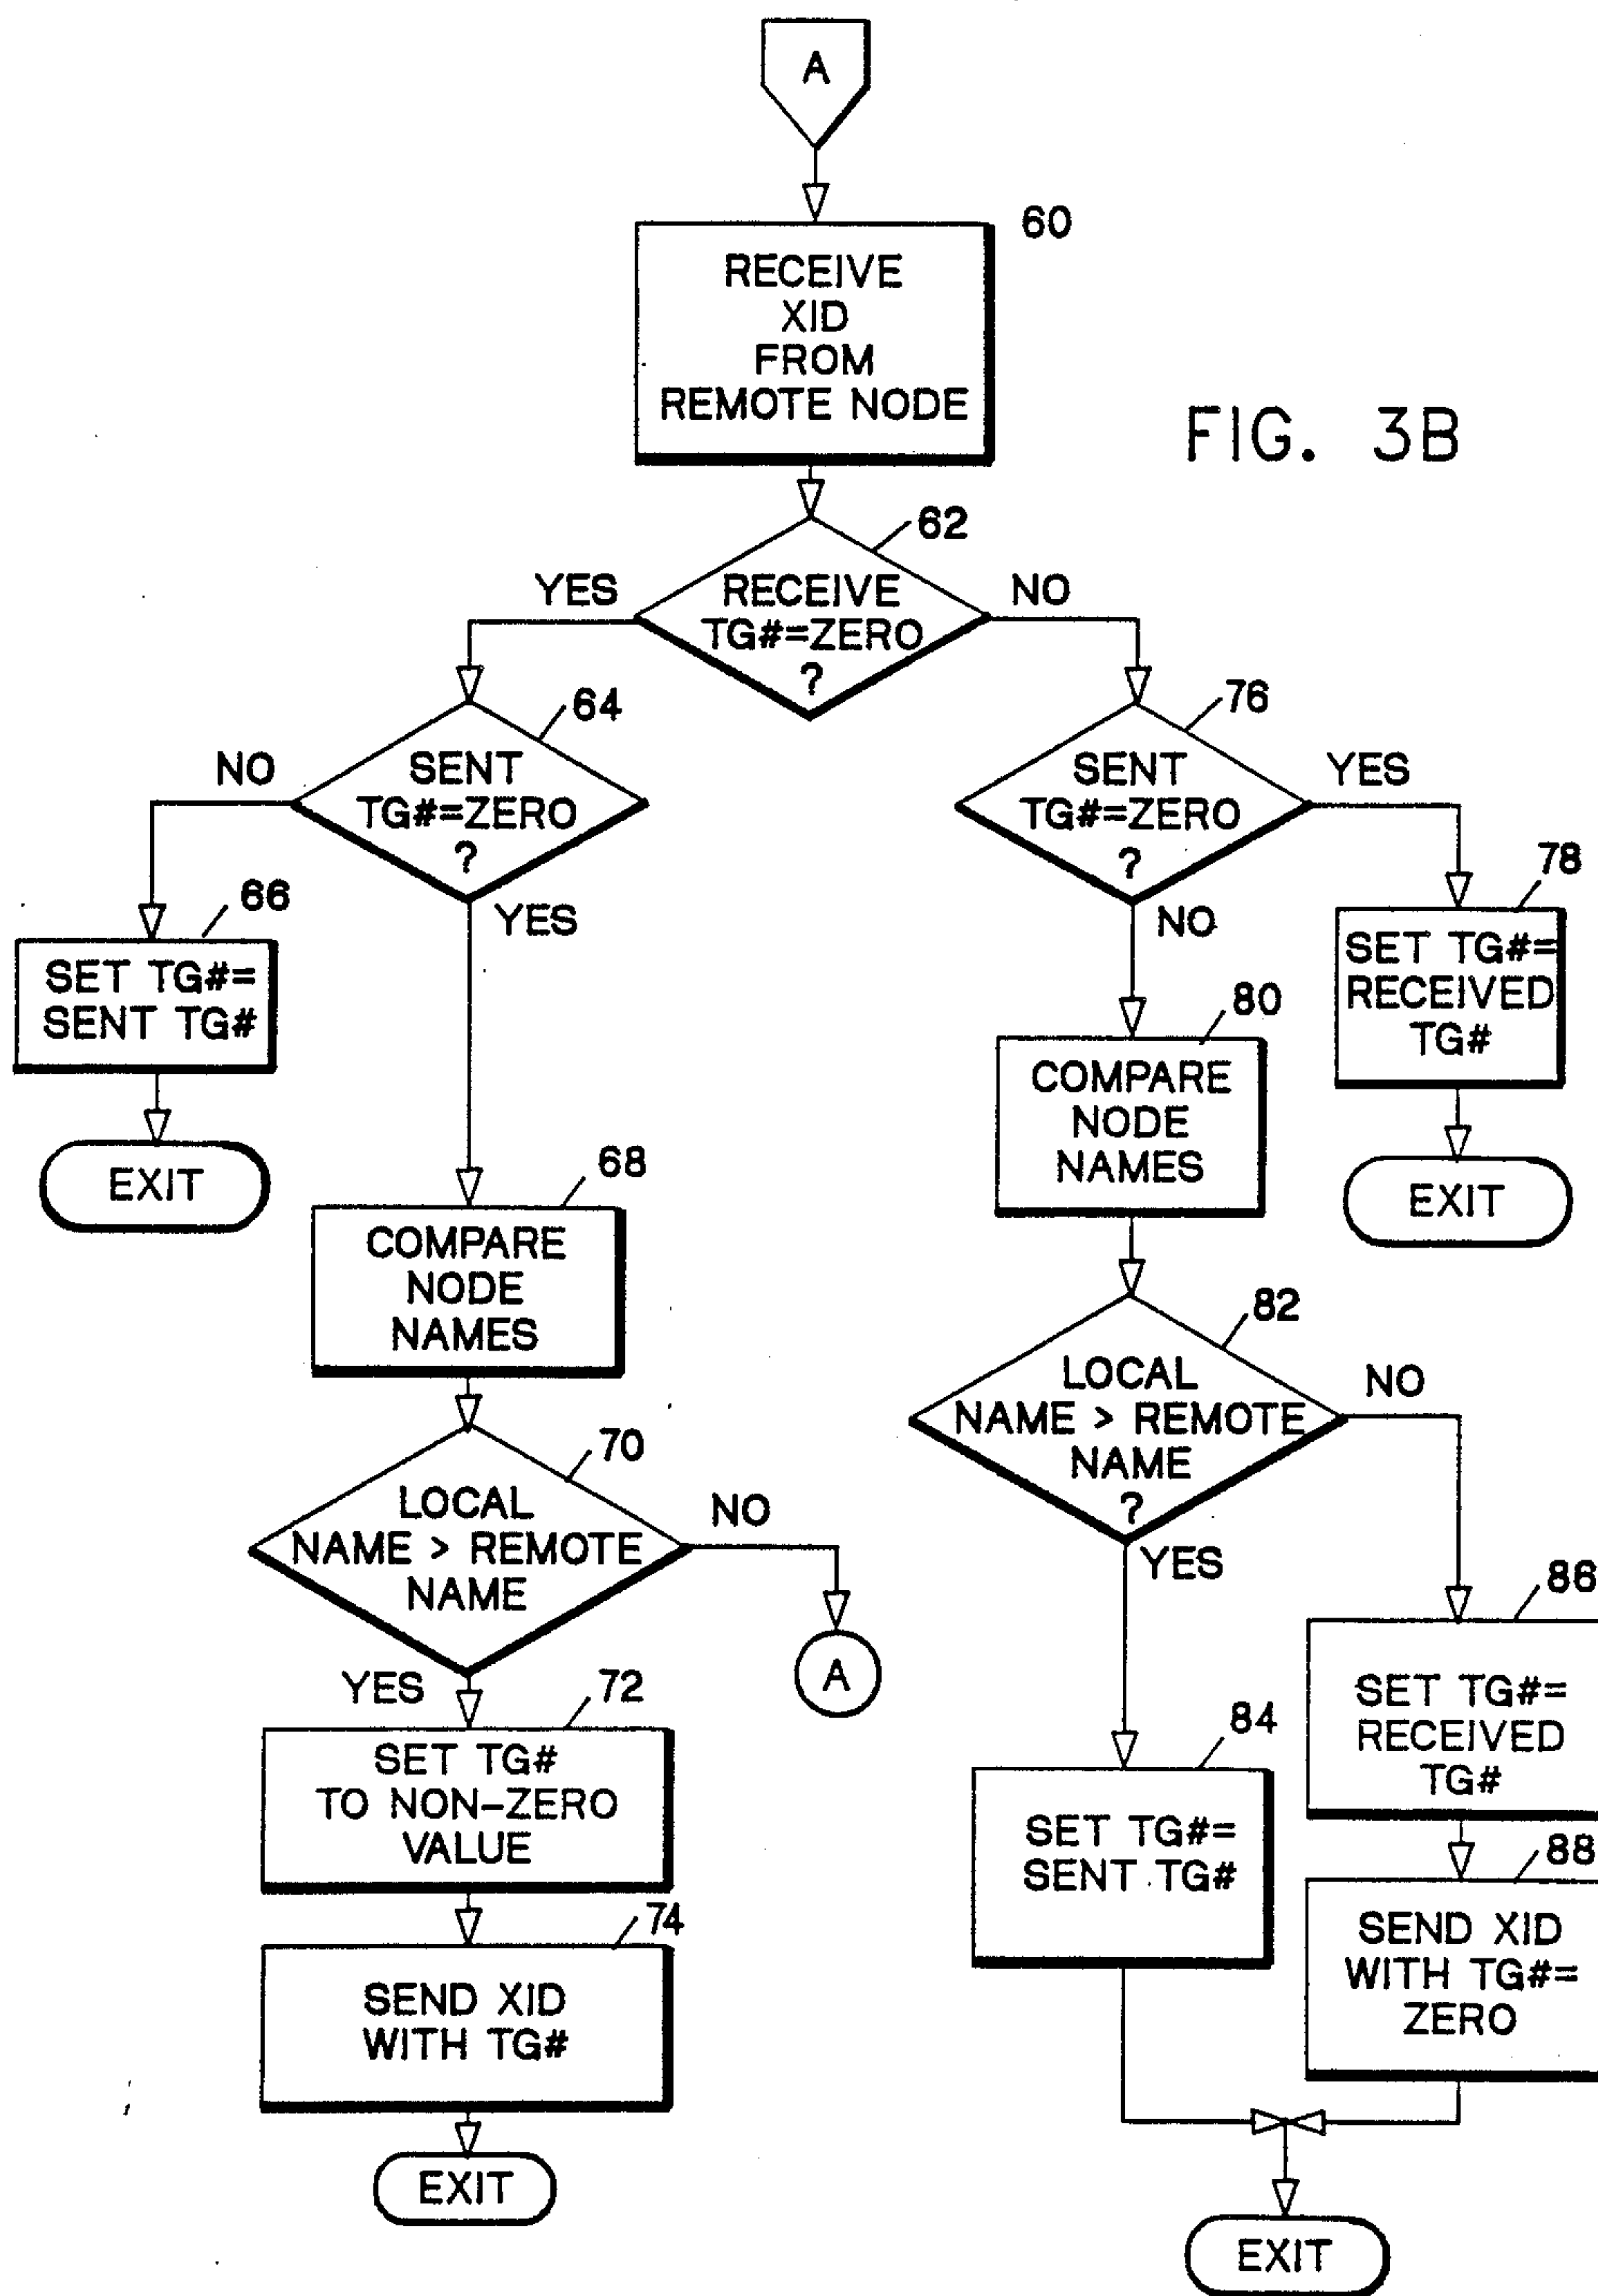 A
60
RECEIVE
XID
FROM
REMOTE NODE
FIG. 3B
62
YES
RECEIVE
TG#=ZERO
?
NO
64
NO
SENT
TG#=ZERO
?
YES
76
SENT
TG#=ZERO
?
YES
NO
66
SET TG#=
SENT TG#
EXIT
78
SET TG#=
RECEIVED
TG#
EXIT
68
COMPARE
NODE
NAMES
80
COMPARE
NODE
NAMES
70
LOCAL
NAME > REMOTE
NAME
NO
A
YES
82
LOCAL
NAME > REMOTE
NAME
?
NO
YES
72
SET TG#
TO NON-ZERO
VALUE
74
SEND XID
WITH TG#
EXIT
84
SET TG#=
SENT TG#
86
SET TG#=
RECEIVED
TG#
88
SEND XID
WITH TG#=
ZERO
EXIT